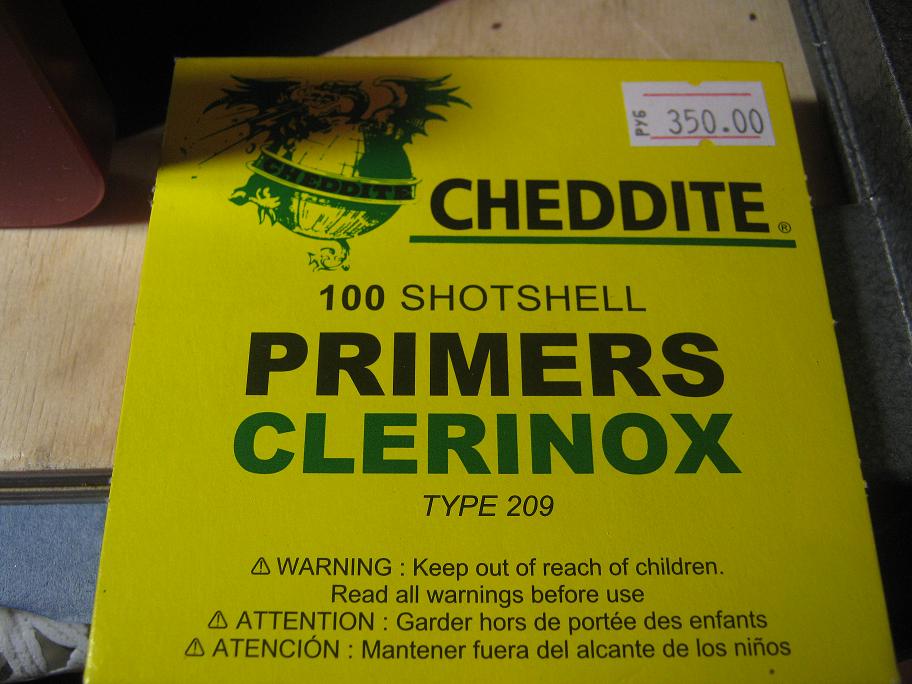 РУБ 350.00
CHEDDITE
CHEDDITE®
100 SHOTSHELL
PRIMERS
CLERINOX
TYPE 209
⚠ WARNING : Keep out of reach of children.
Read all warnings before use
⚠ ATTENTION : Garder hors de portée des enfants
⚠ ATENCIÓN : Mantener fuera del alcante de los niños